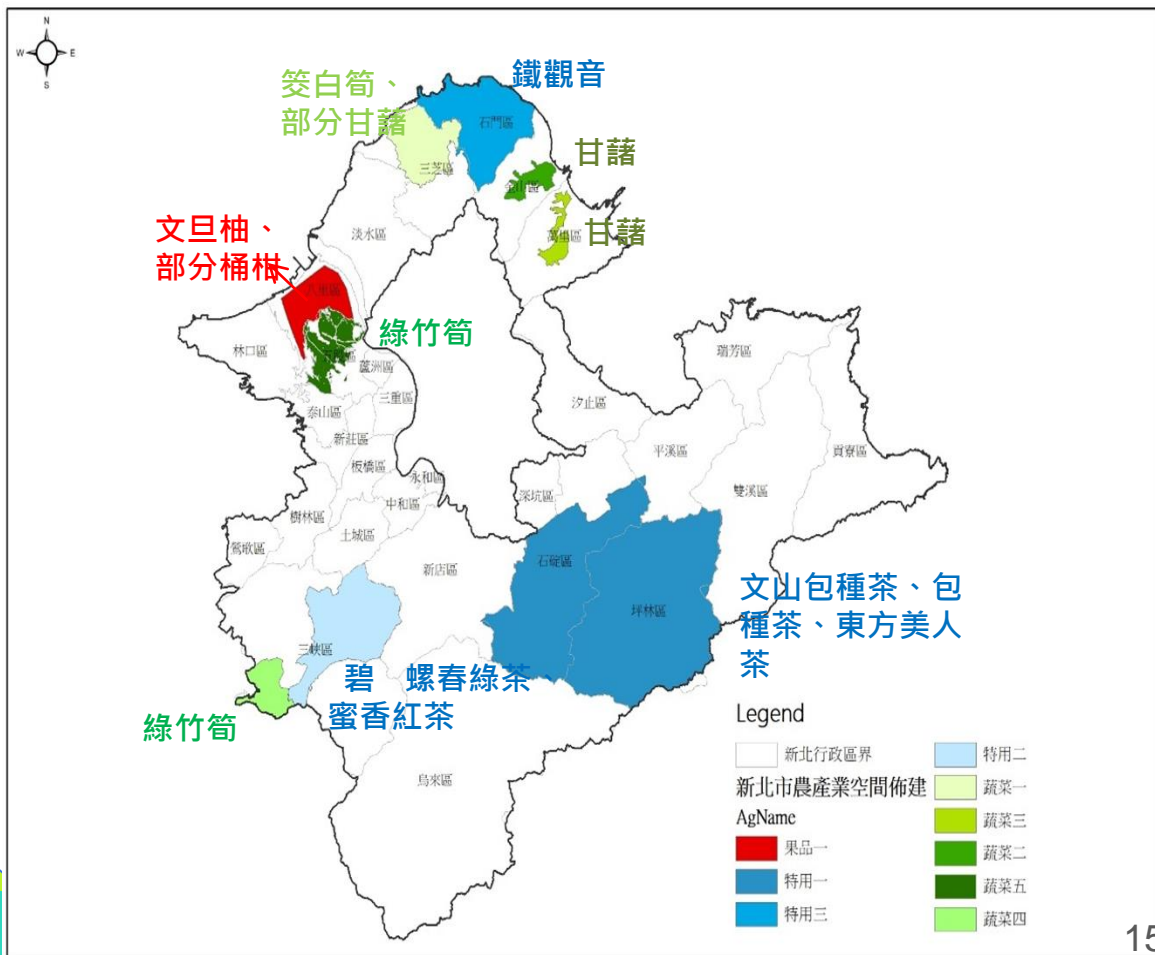 N
W
E
S
筊白筍、
部分甘藷
鐵觀音
石門區
三芝區
甘藷
金山區
萬里區
甘藷
淡水區
文旦柚、
部分桶柑
八里區
綠竹筍
林口區
五股區
蘆洲區
三重區
泰山區
新莊區
板橋區
永和區
中和區
樹林區
土城區
鶯歌區
新店區
瑞芳區
汐止區
平溪區
貢寮區
雙溪區
深坑區
石碇區
坪林區
文山包種茶、包
種茶、東方美人
茶
三峽區
碧 螺春綠茶、
蜜香紅茶
綠竹筍
烏來區
Legend
新北行政區界
新北市農產業空間佈建
AgName
果品一
特用一
特用三
特用二
蔬菜一
蔬菜三
蔬菜二
蔬菜五
蔬菜四
15